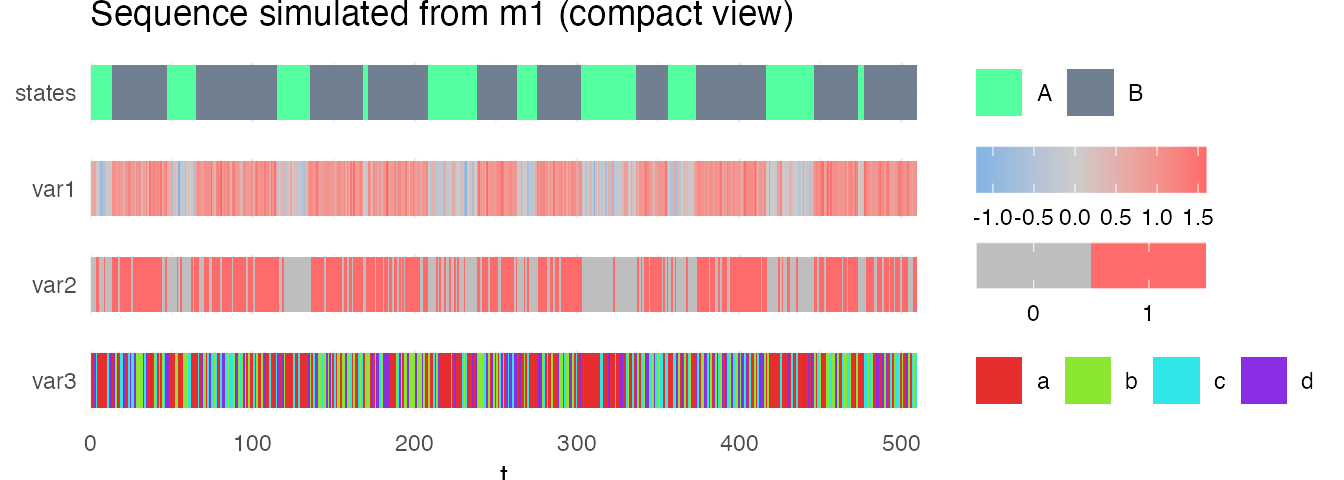 Sequence simulated from m1 (compact view)
states
A B
var1
-1.0 -0.5 0.0 0.5 1.0 1.5
var2
0 1
var3
a b c d
0 100 200 300 400 500
t